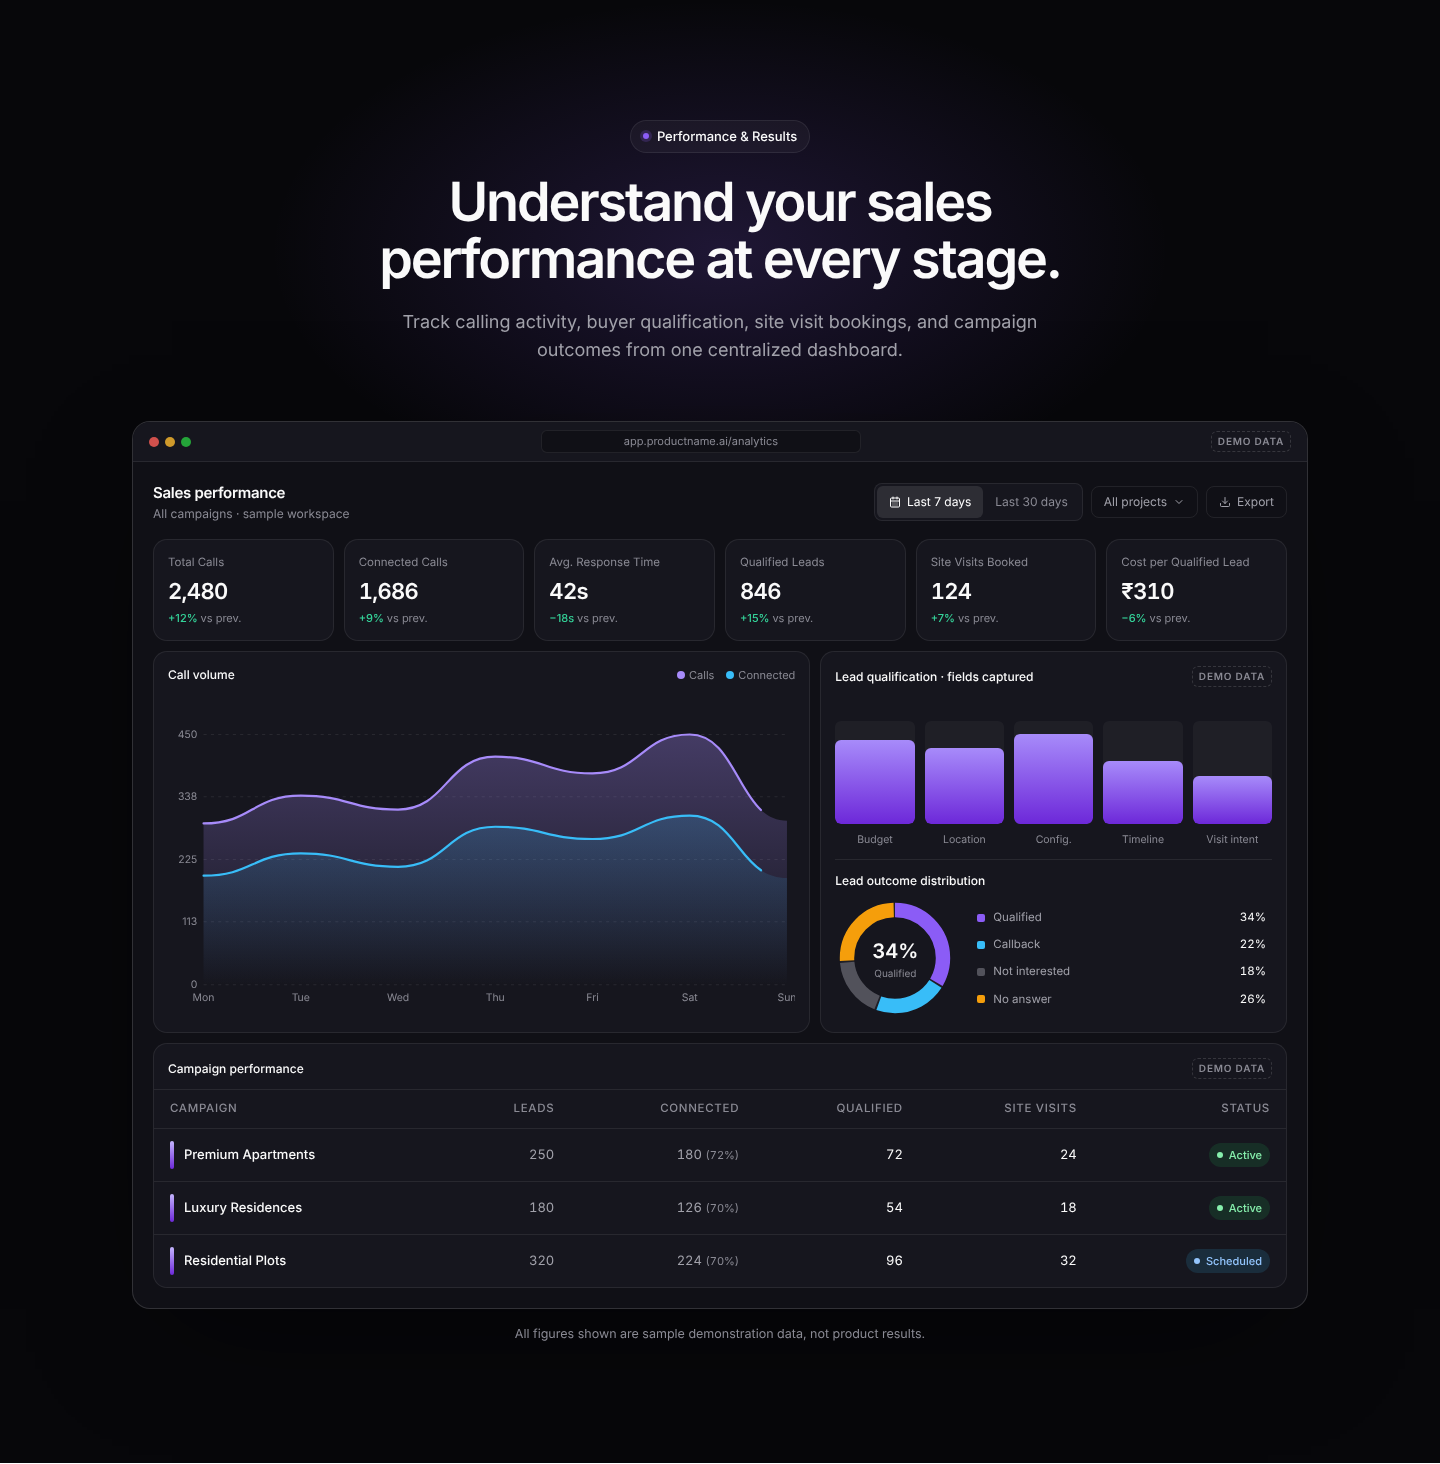 Performance & Results
Understand your sales
performance at every stage.
Track calling activity, buyer qualification, site visit bookings, and campaign
outcomes from one centralized dashboard.
app.productname.ai/analytics
DEMO DATA
Sales performance
All campaigns · sample workspace
Last 7 days
Last 30 days
All projects
Export
Total Calls
2,480
+12% vs prev.
Connected Calls
1,686
+9% vs prev.
Avg. Response Time
42s
−18s vs prev.
Qualified Leads
846
+15% vs prev.
Site Visits Booked
124
+7% vs prev.
Cost per Qualified Lead
₹310
−6% vs prev.
Call volume
Calls
Connected
450
338
225
113
0
Mon
Tue
Wed
Thu
Fri
Sat
Sun
Lead qualification · fields captured
DEMO DATA
Budget
Location
Config.
Timeline
Visit intent
Lead outcome distribution
34%
Qualified
Qualified 34%
Callback 22%
Not interested 18%
No answer 26%
Campaign performance
DEMO DATA
CAMPAIGN LEADS CONNECTED QUALIFIED SITE VISITS STATUS
Premium Apartments 250 180 (72%) 72 24 Active
Luxury Residences 180 126 (70%) 54 18 Active
Residential Plots 320 224 (70%) 96 32 Scheduled
All figures shown are sample demonstration data, not product results.